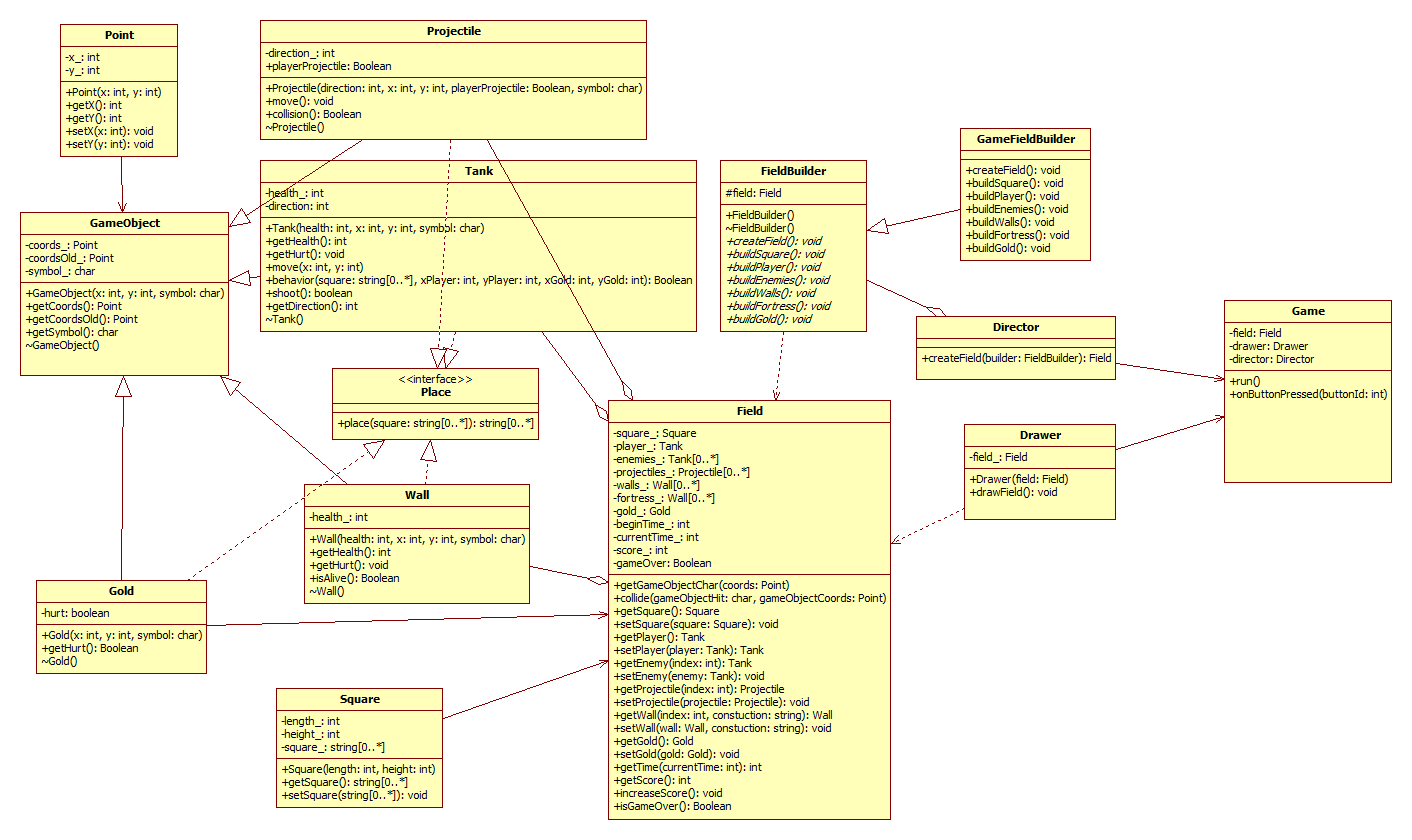 Point
-x_: int
-y_: int
+Point(x: int, y: int)
+getX(): int
+getY(): int
+setX(x: int): void
+setY(y: int): void
Projectile
-direction_: int
+playerProjectile: Boolean
+Projectile(direction: int, x: int, y: int, playerProjectile: Boolean, symbol: char)
+move(): void
+collision(): Boolean
~Projectile()
Tank
-health_: int
-direction: int
+Tank(health: int, x: int, y: int, symbol: char)
+getHealth(): int
+getHurt(): void
+move(x: int, y: int)
+behavior(square: string[0..*], xPlayer: int, yPlayer: int, xGold: int, yGold: int): Boolean
+shoot(): boolean
+getDirection(): int
~Tank()
FieldBuilder
#field: Field
+FieldBuilder()
~FieldBuilder()
+createField(): void
+buildSquare(): void
+buildPlayer(): void
+buildEnemies(): void
+buildWalls(): void
+buildFortress(): void
+buildGold(): void
GameFieldBuilder
+createField(): void
+buildSquare(): void
+buildPlayer(): void
+buildEnemies(): void
+buildWalls(): void
+buildFortress(): void
+buildGold(): void
GameObject
-coords_: Point
-coordsOld_: Point
-symbol_: char
+GameObject(x: int, y: int, symbol: char)
+getCoords(): Point
+getCoordsOld(): Point
+getSymbol(): char
~GameObject()
Director
+createField(builder: FieldBuilder): Field
Game
-field: Field
-drawer: Drawer
-director: Director
+run()
+onButtonPressed(buttonId: int)
<<interface>>
Place
+place(square: string[0..*]): string[0..*]
Field
-square_: Square
-player_: Tank
-enemies_: Tank[0..*]
-projectiles_: Projectile[0..*]
-walls_: Wall[0..*]
-fortress_: Wall[0..*]
-gold_: Gold
-beginTime_: int
-currentTime_: int
-score_: int
-gameOver: Boolean
+getGameObjectChar(coords: Point)
+collide(gameObjectHit: char, gameObjectCoords: Point)
+getSquare(): Square
+setSquare(square: Square): void
+getPlayer(): Tank
+setPlayer(player: Tank): Tank
+getEnemy(index: int): Tank
+setEnemy(enemy: Tank): void
+getProjectile(index: int): Projectile
+setProjectile(projectile: Projectile): void
+getWall(index: int, constuction: string): Wall
+setWall(wall: Wall, constuction: string): void
+getGold(): Gold
+setGold(gold: Gold): void
+getTime(currentTime: int): int
+getScore(): int
+increaseScore(): void
+isGameOver(): Boolean
Drawer
-field_: Field
+Drawer(field: Field)
+drawField(): void
Wall
-health_: int
+Wall(health: int, x: int, y: int, symbol: char)
+getHealth(): int
+getHurt(): void
+isAlive(): Boolean
~Wall()
Gold
-hurt: boolean
+Gold(x: int, y: int, symbol: char)
+getHurt(): Boolean
~Gold()
Square
-length_: int
-height_: int
-square_: string[0..*]
+Square(length: int, height: int)
+getSquare(): string[0..*]
+setSquare(string[0..*]): void